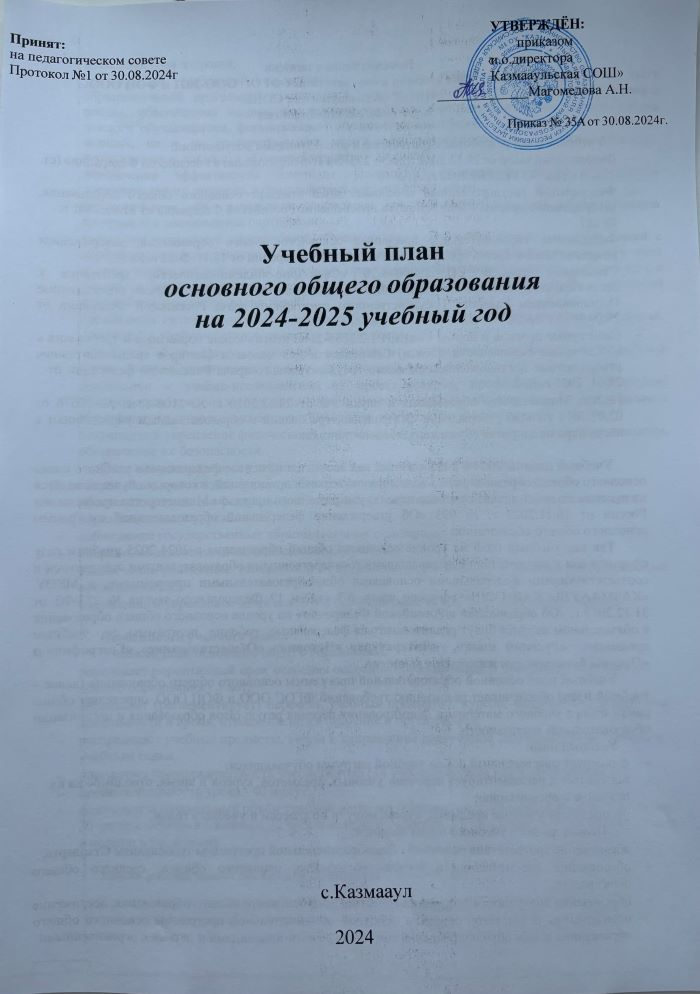 Принят:
на педагогическом совете
Протокол №1 от 30.08.2024г
УТВЕРЖДЁН:
приказом
и.о.директора
Казмааульская СОШ»
Магомедова А.Н.
Приказ № 35А от 30.08.2024г.
Учебный план
основного общего образования
на 2024-2025 учебный год
с.Казмааул
2024